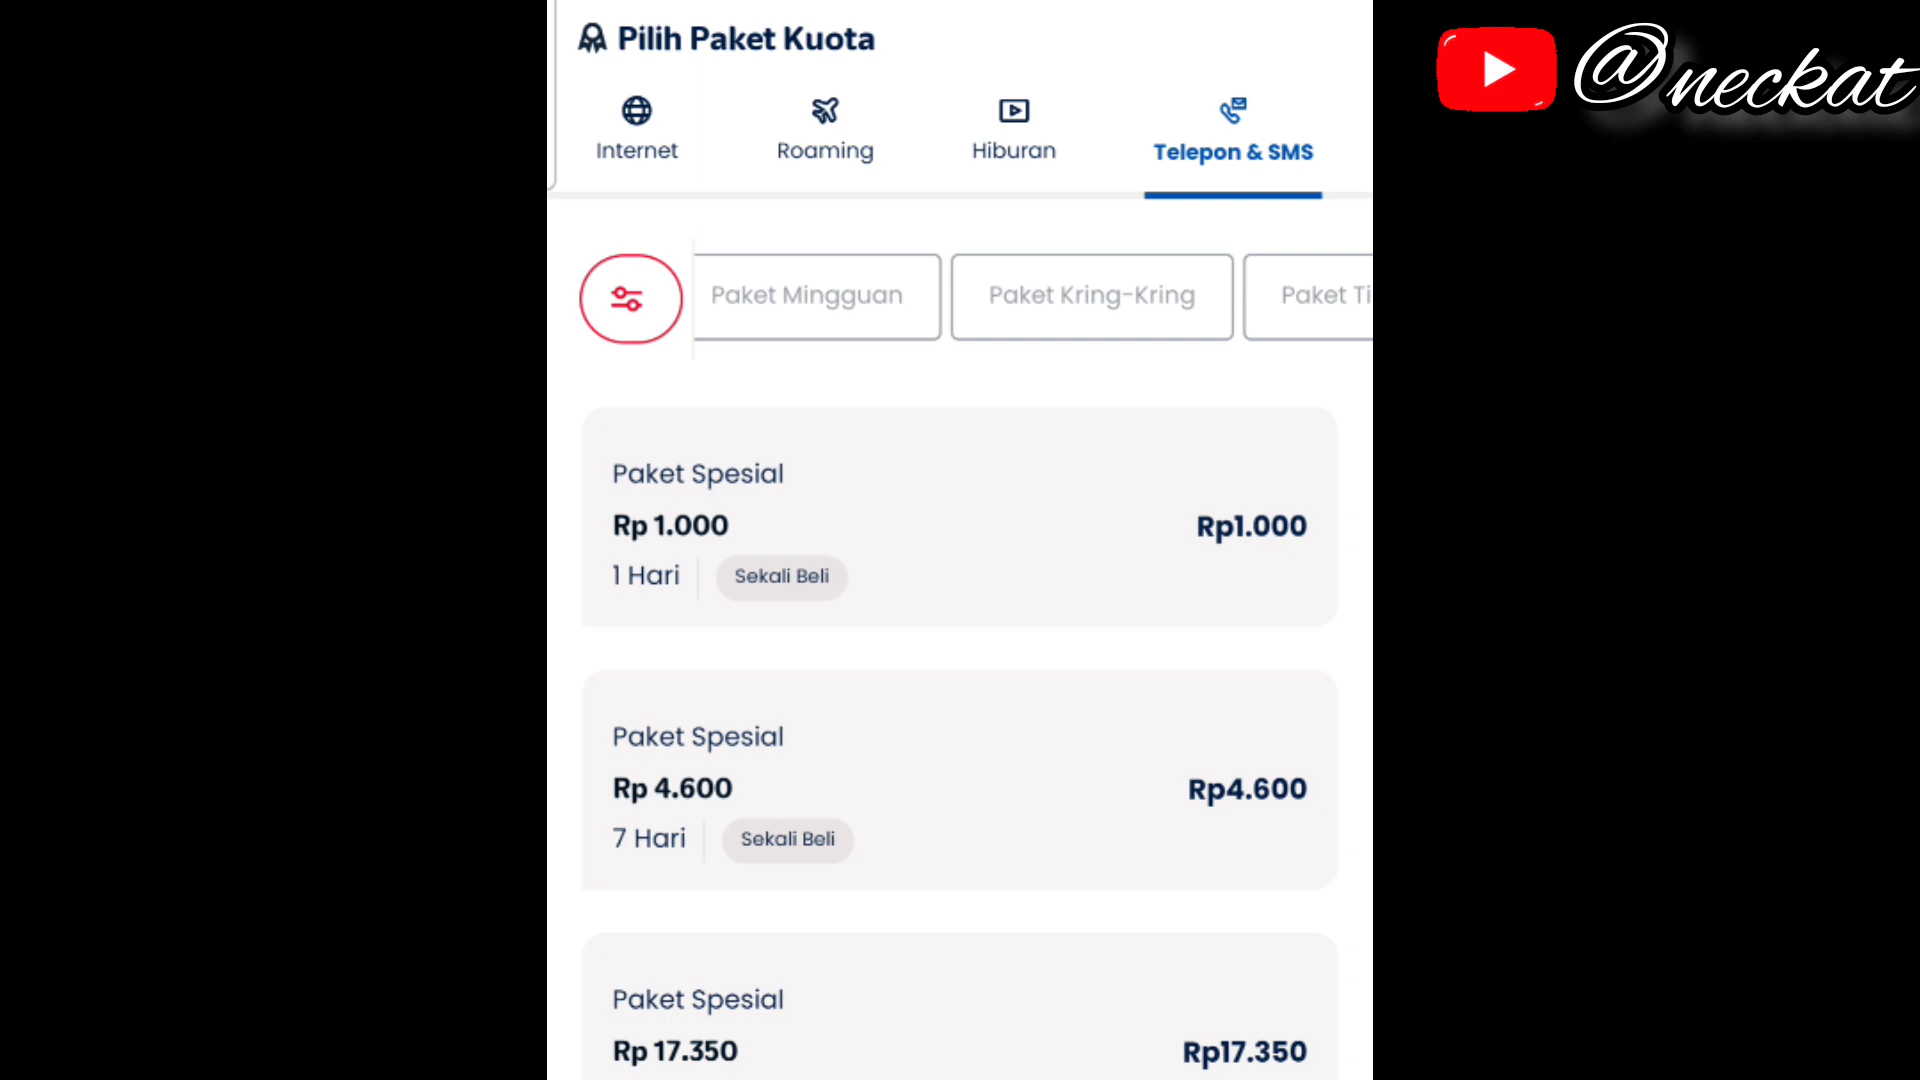 Pilih Paket Kuota
@neckat
Internet
Roaming
Hiburan
Telepon & SMS
Paket Mingguan
Paket Kring-Kring
Paket Ti
Paket Spesial
Rp 1.000
Rp1.000
1 Hari
Sekali Beli
Paket Spesial
Rp 4.600
Rp4.600
7 Hari
Sekali Beli
Paket Spesial
Rp 17.350
Rp17.350